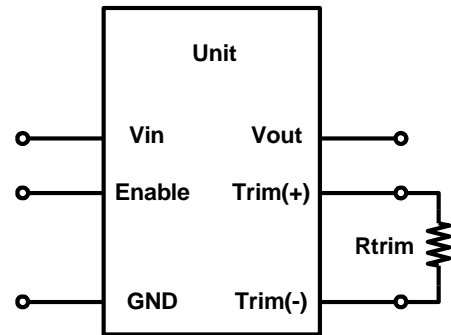 Unit
Vin Vout
Enable Trim(+)
Rtrim
GND Trim(-)